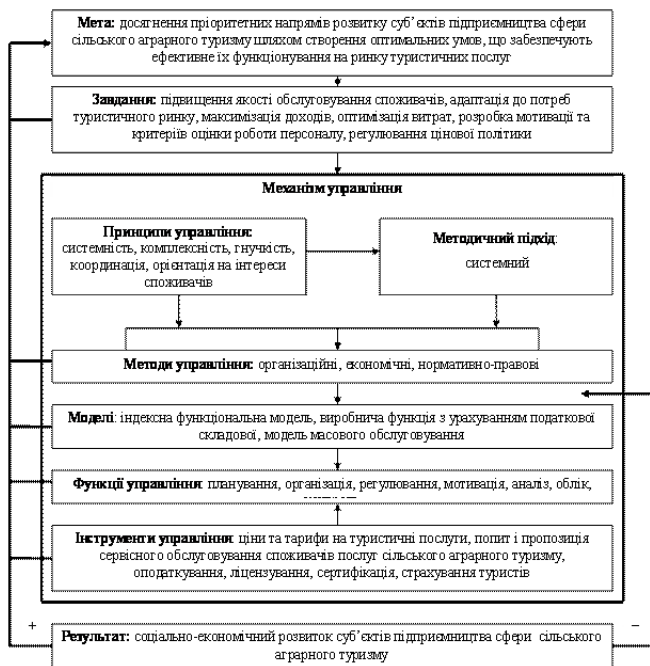 Мета: досягнення пріоритетних напрямів розвитку суб’єктів підприємництва сфери
сільського аграрного туризму шляхом створення оптимальних умов, що забезпечують
ефективне їх функціонування на ринку туристичних послуг
Завдання: підвищення якості обслуговування споживачів, адаптація до потреб
туристичного ринку, максимізація доходів, оптимізація витрат, розробка мотивації та
критеріїв оцінки роботи персоналу, регулювання цінової політики
Механізм управління
Принципи управління:
системність, комплексність, гнучкість,
координація, орієнтація на інтереси
споживачів
Методичний підхід:
системний
Методи управління: організаційні, економічні, нормативно-правові
Моделі: індексна функціональна модель, виробнича функція з урахуванням податкової
складової, модель масового обслуговування
Функції управління: планування, організація, регулювання, мотивація, аналіз, облік,
Інструменти управління: ціни та тарифи на туристичні послуги, попит і пропозиція
сервісного обслуговування споживачів послуг сільського аграрного туризму,
оподаткування, ліцензування, сертифікація, страхування туристів
+
–
Результат: соціально-економічний розвиток суб’єктів підприємництва сфери сільського
аграрного туризму